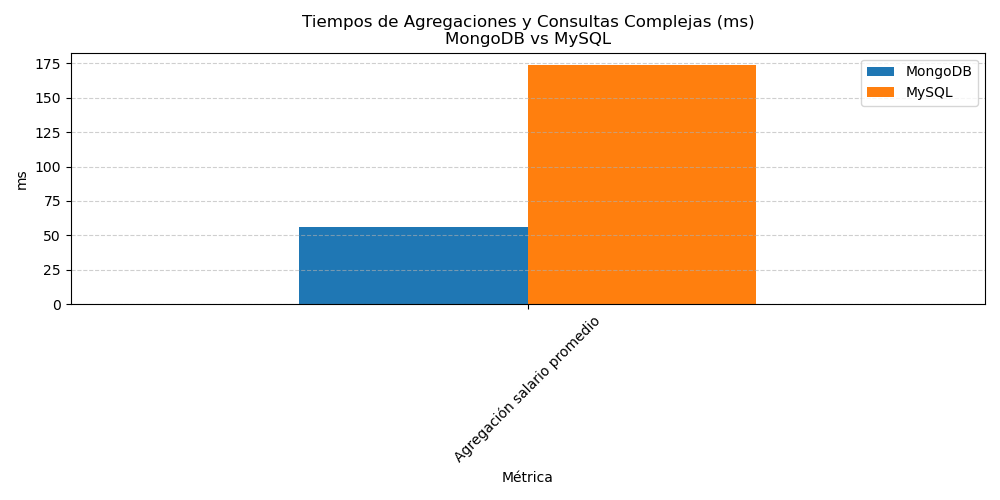 Tiempos de Agregaciones y Consultas Complejas (ms)
MongoDB vs MySQL
175
150
125
100
75
50
25
0
ms
MongoDB
MySQL
Agregación salario promedio
Métrica